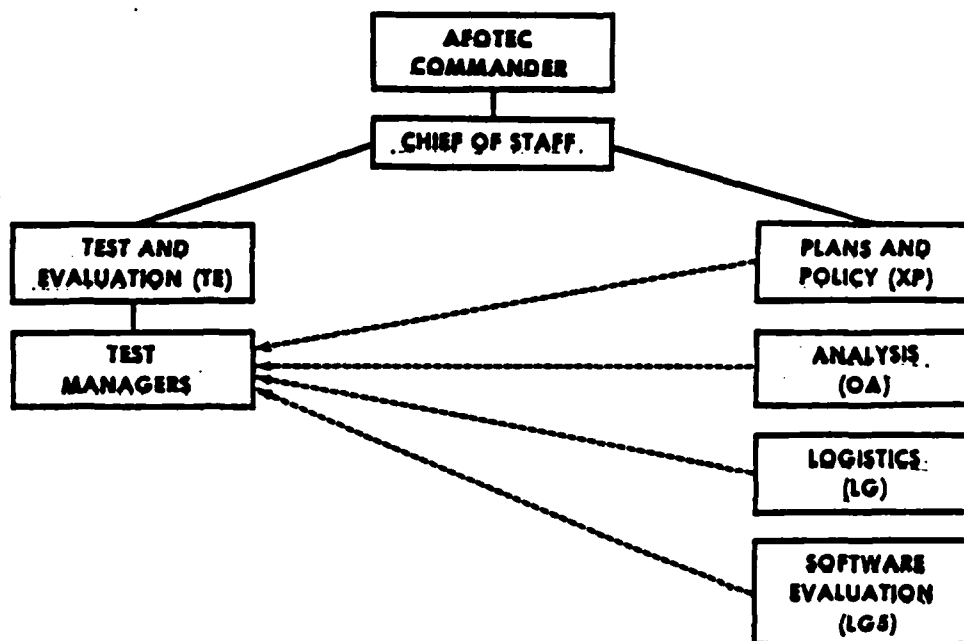 AFOTEC
COMMANDER
CHIEF OF STAFF
TEST AND
EVALUATION (TE)
PLANS AND
POLICY (XP)
TEST
MANAGERS
ANALYSIS
(OA)
LOGISTICS
(LG)
SOFTWARE
EVALUATION
(LG5)